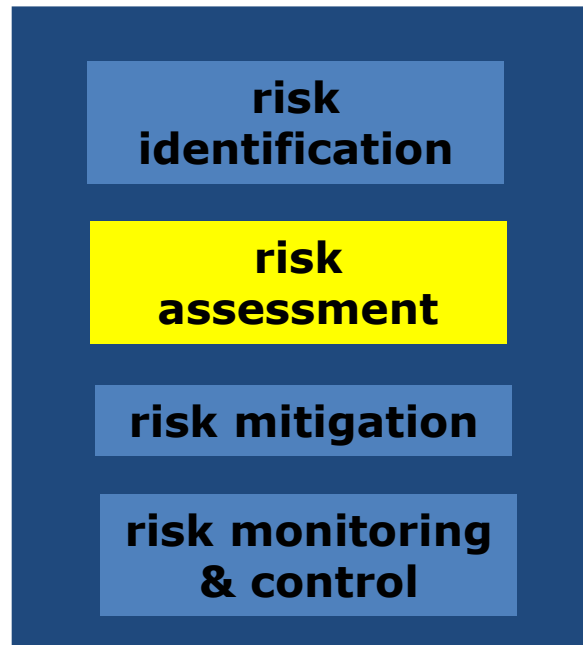 risk
identification
risk
assessment
risk mitigation
risk monitoring
& control